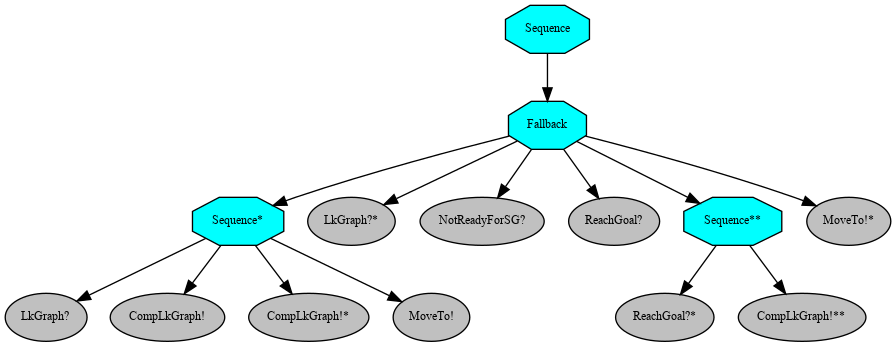 Sequence
Fallback
Sequence*
LkGraph?*
NotReadyForSG?
ReachGoal?
Sequence**
MoveTo!*
LkGraph?
CompLkGraph!
CompLkGraph!*
MoveTo!
ReachGoal?*
CompLkGraph!**